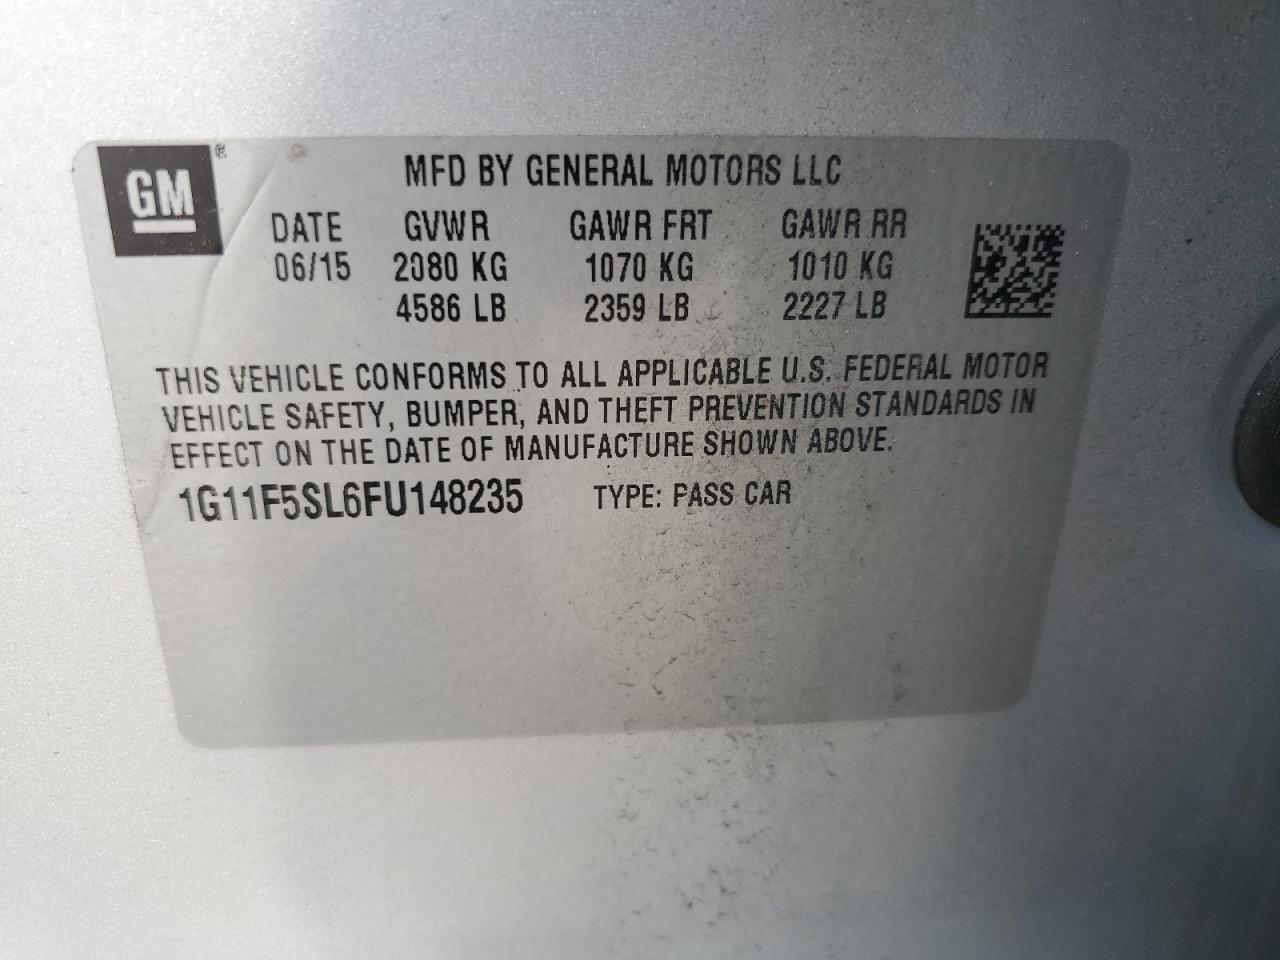 GM®
MFD BY GENERAL MOTORS LLC
DATE GVWR GAWR FRT GAWR RR
06/15 2080 KG 1070 KG 1010 KG
4586 LB 2359 LB 2227 LB
THIS VEHICLE CONFORMS TO ALL APPLICABLE U.S. FEDERAL MOTOR
VEHICLE SAFETY, BUMPER, AND THEFT PREVENTION STANDARDS IN
EFFECT ON THE DATE OF MANUFACTURE SHOWN ABOVE.
1G11F5SL6FU148235 TYPE: PASS CAR